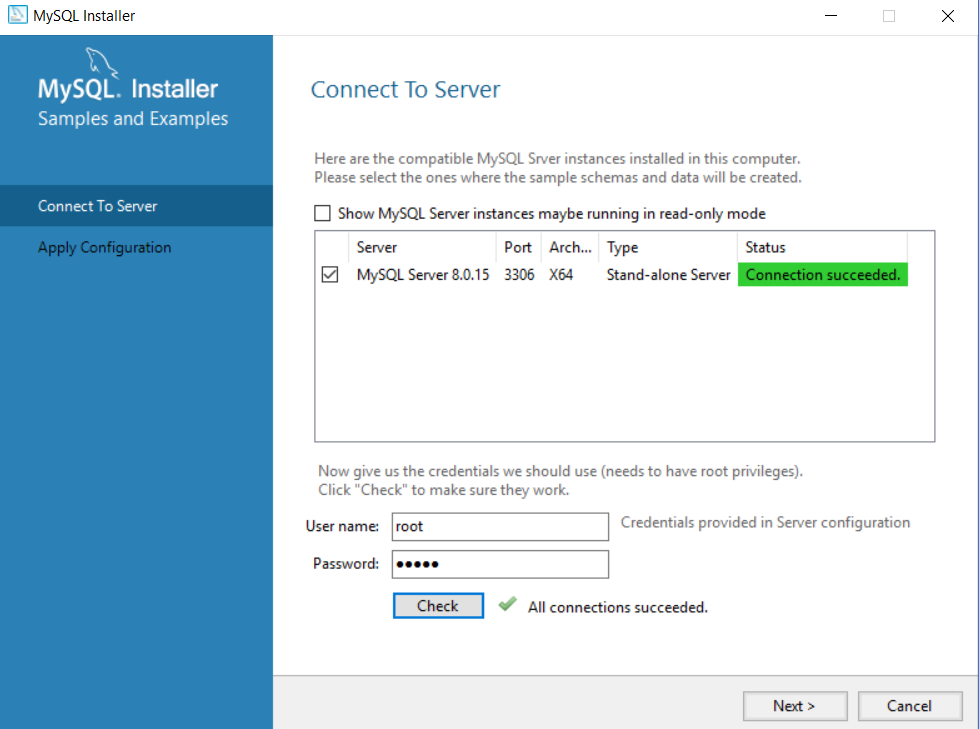 MySQL Installer
MySQL. Installer
Samples and Examples
Connect To Server
Apply Configuration
Connect To Server
Here are the compatible MySQL Srver instances installed in this computer.
Please select the ones where the sample schemas and data will be created.
Show MySQL Server instances maybe running in read-only mode
Server Port Arch... Type Status
MySQL Server 8.0.15 3306 X64 Stand-alone Server Connection succeeded.
Now give us the credentials we should use (needs to have root privileges).
Click "Check" to make sure they work.
User name: root Credentials provided in Server configuration
Password: •••••
Check All connections succeeded.
Next > Cancel